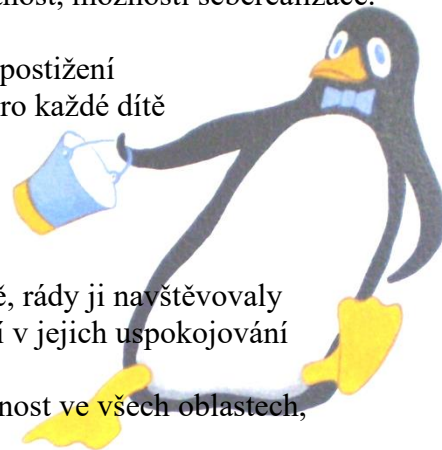 nost, možnosti seberealizace.
postižení
ro každé dítě
ě, rády ji navštěvovaly
í v jejich uspokojování
nost ve všech oblastech,